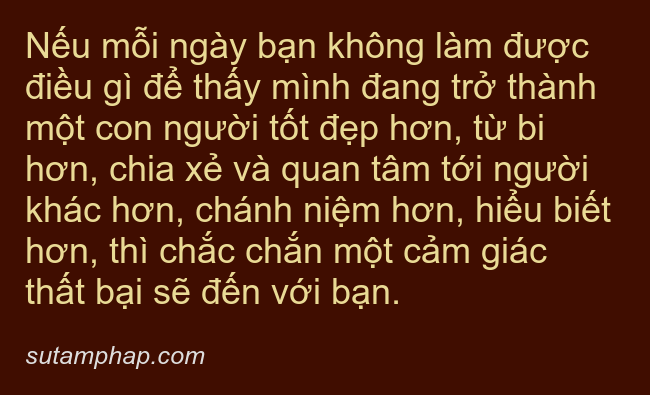 Nếu mỗi ngày bạn không làm được
điều gì để thấy mình đang trở thành
một con người tốt đẹp hơn, từ bi
hơn, chia xẻ và quan tâm tới người
khác hơn, chánh niệm hơn, hiểu biết
hơn, thì chắc chắn một cảm giác
thất bại sẽ đến với bạn.
sutamphap.com